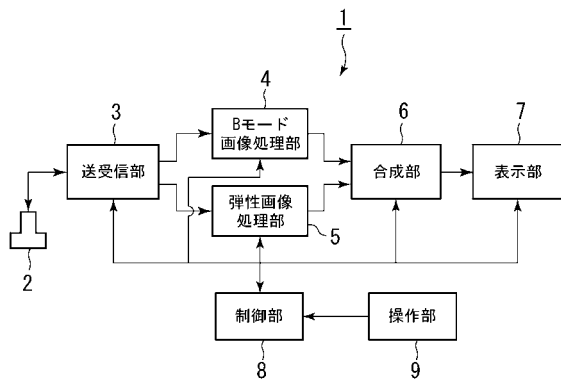 1
4
3
6
7
Bモード
画像処理部
送受信部
合成部
表示部
弾性画像
処理部
5
2
制御部
操作部
8
9